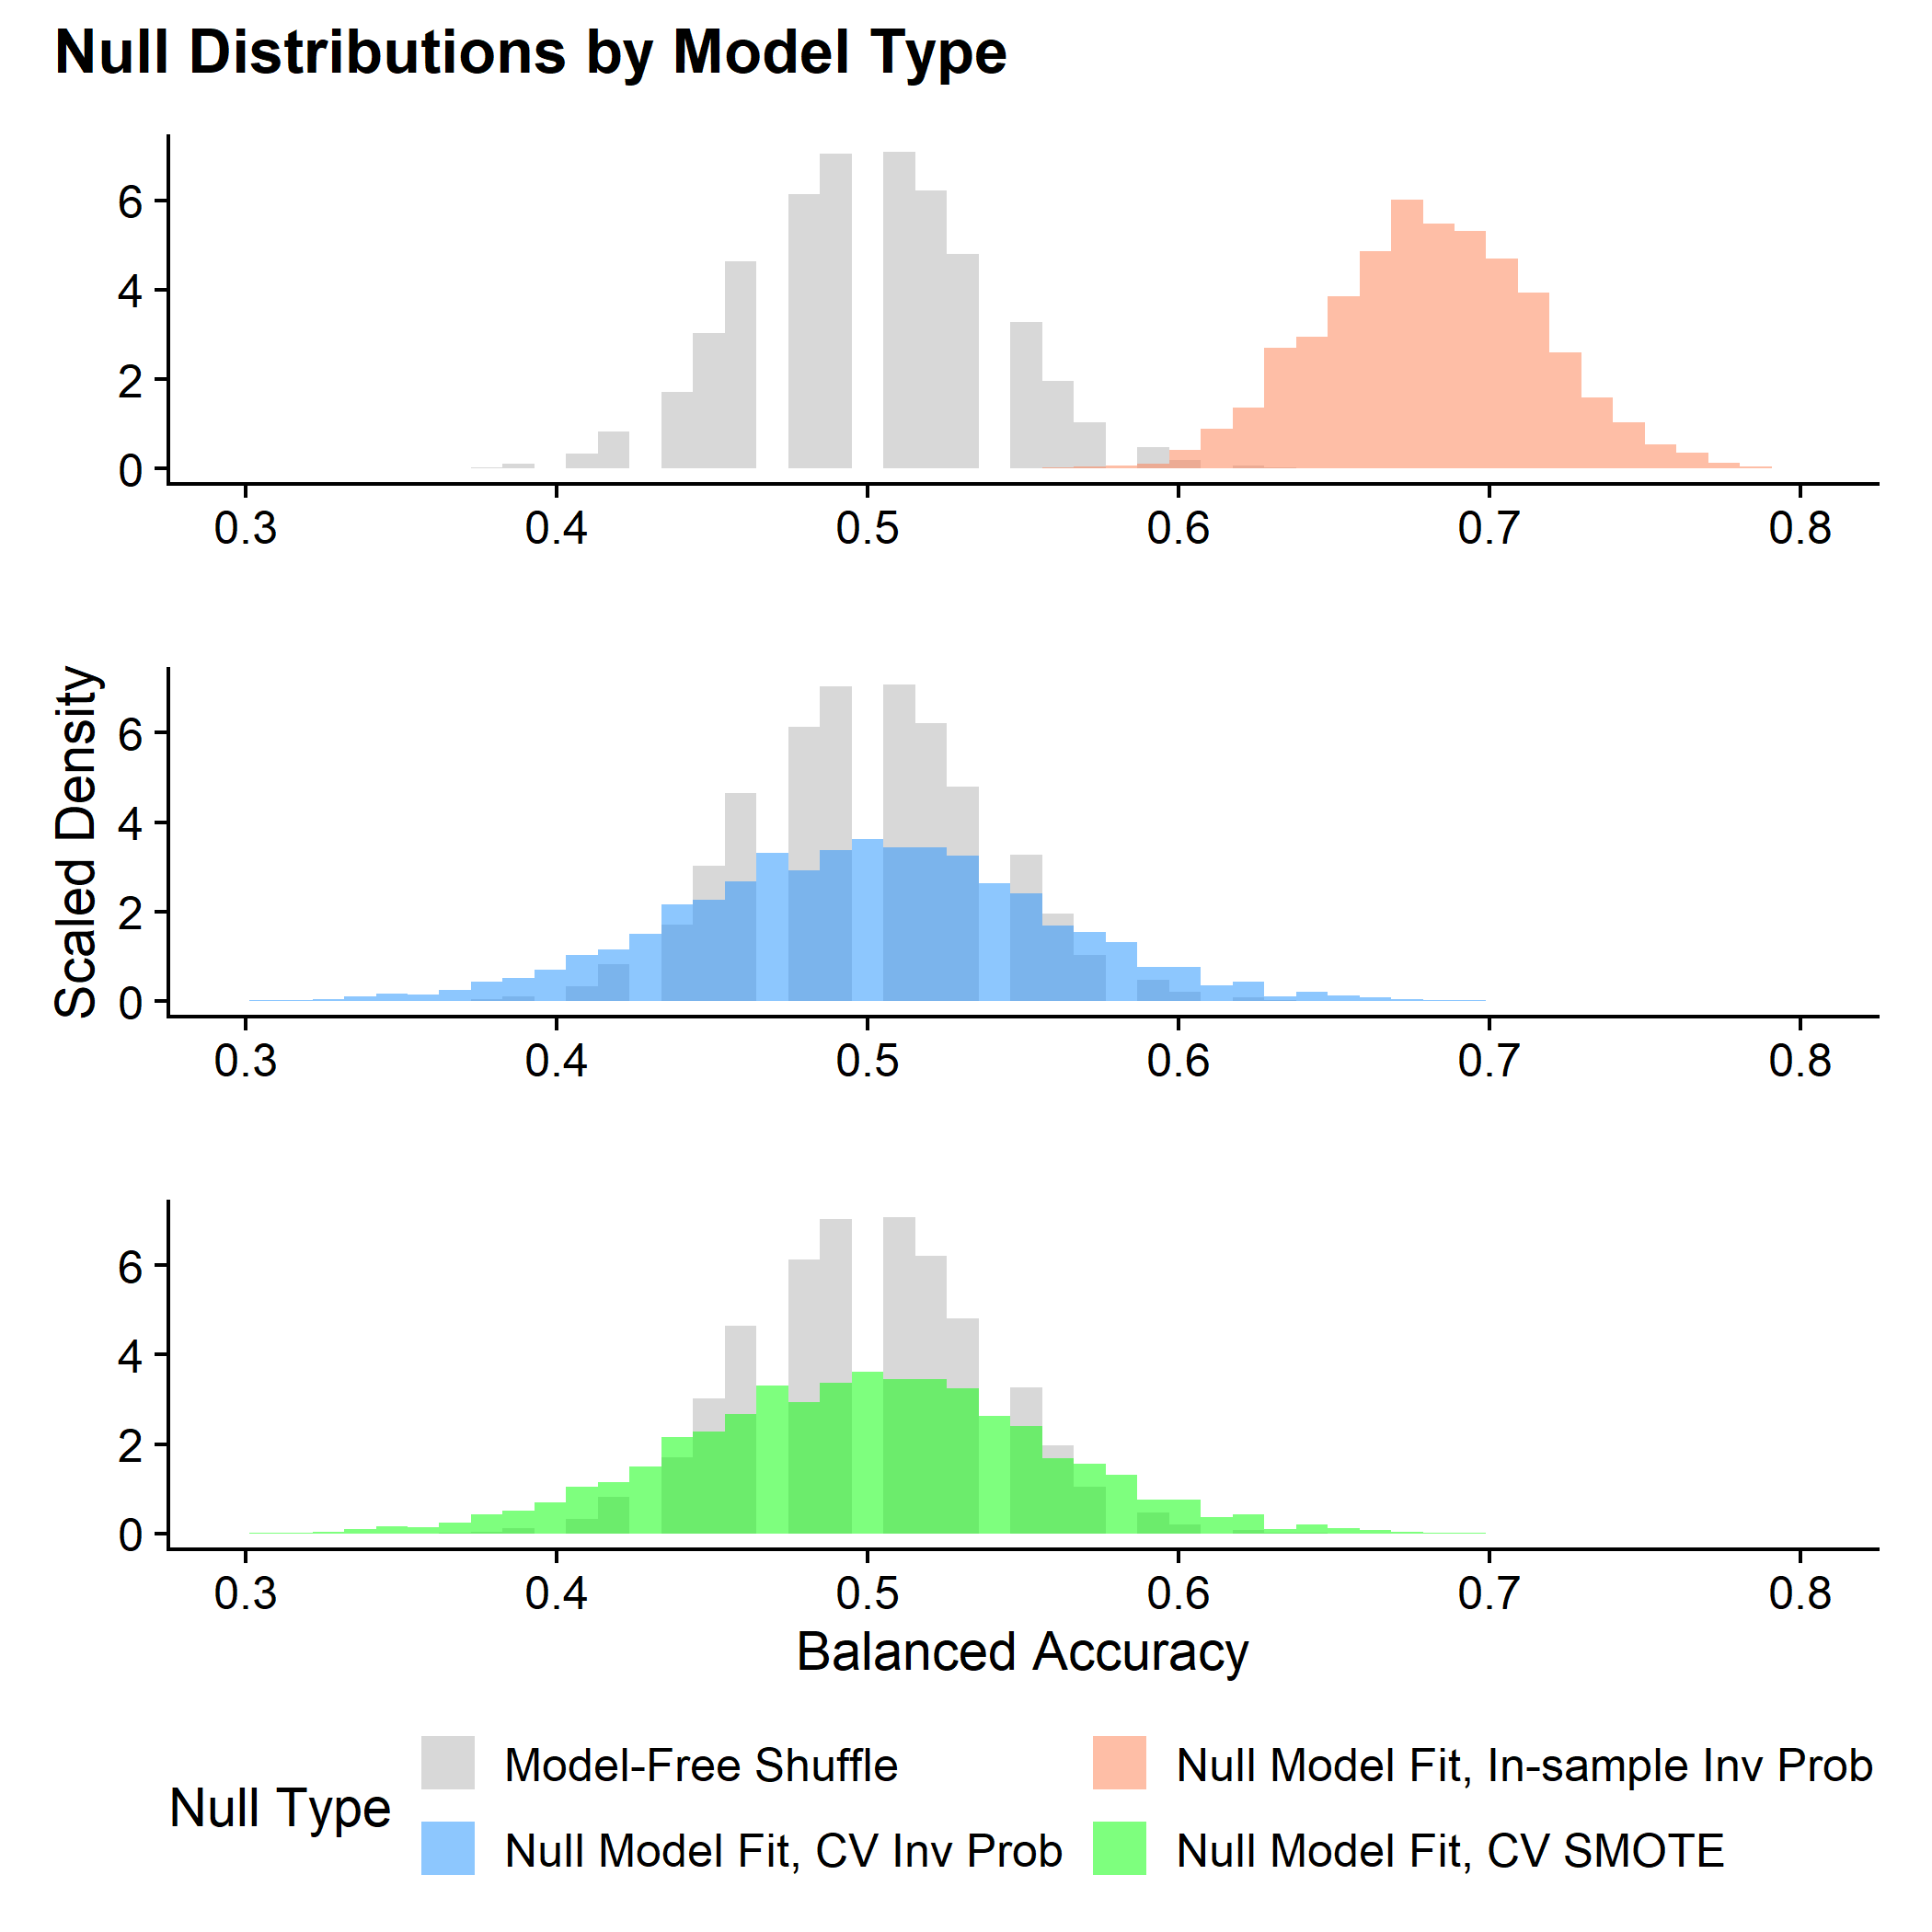 Null Distributions by Model Type
6
4
2
0
0.3 0.4 0.5 0.6 0.7 0.8
Scaled Density
6
4
2
0
0.3 0.4 0.5 0.6 0.7 0.8
6
4
2
0
0.3 0.4 0.5 0.6 0.7 0.8
Balanced Accuracy
Null Type
Model-Free Shuffle
Null Model Fit, In-sample Inv Prob
Null Model Fit, CV Inv Prob
Null Model Fit, CV SMOTE